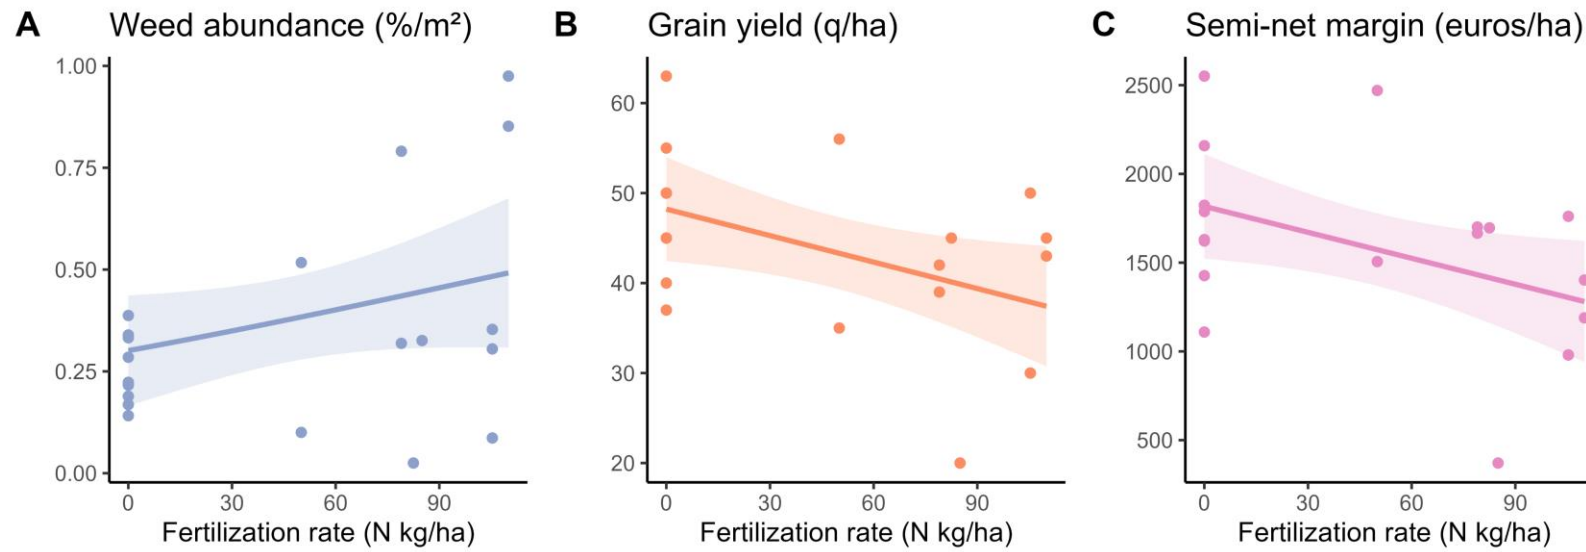 A Weed abundance (%/m²)
1.00
0.75
0.50
0.25
0.00
0 30 60 90
Fertilization rate (N kg/ha)
B Grain yield (q/ha)
60
50
40
30
20
0 30 60 90
Fertilization rate (N kg/ha)
C Semi-net margin (euros/ha)
2500
2000
1500
1000
500
0 30 60 90
Fertilization rate (N kg/ha)